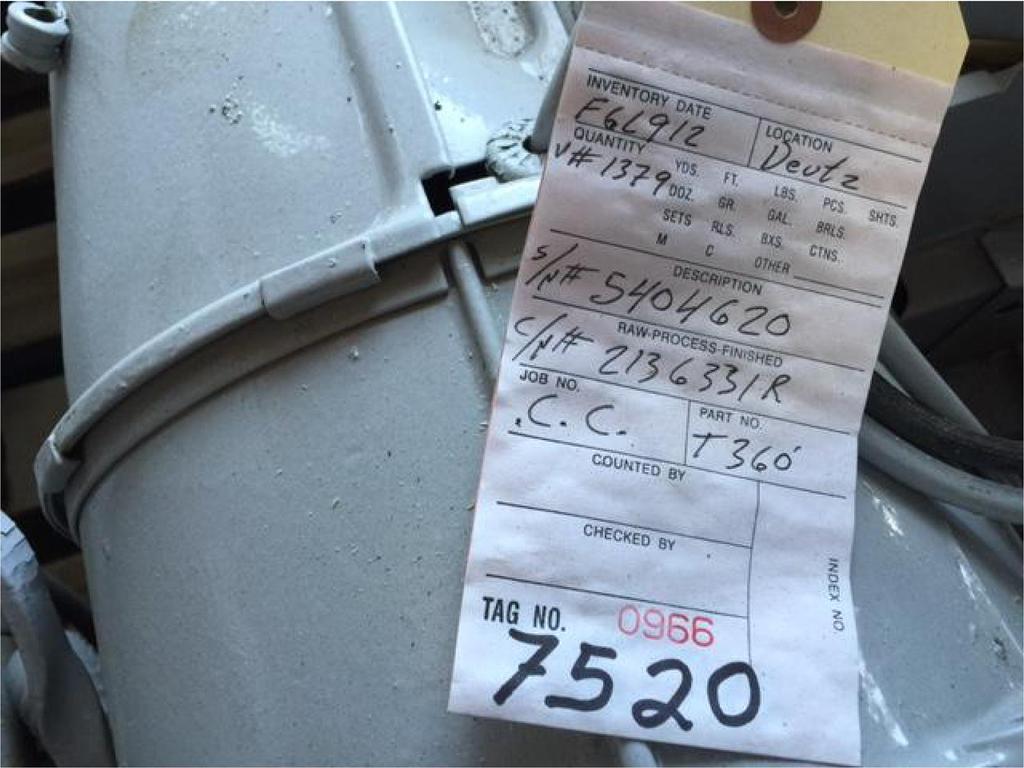 INVENTORY DATE LOCATION
F6L912 Deutz
QUANTITY YDS. FT. LBS. PCS. SHTS.
V# 1379 DOZ. GR. GAL. BRLS.
SETS RLS. BXS. CTNS.
M C OTHER
DESCRIPTION
S/N# 5404620
RAW-PROCESS-FINISHED
C/N# 2136331R
JOB NO. PART NO.
.C.C. T360
COUNTED BY
CHECKED BY
INDEX NO.
TAG NO. 0966
7520